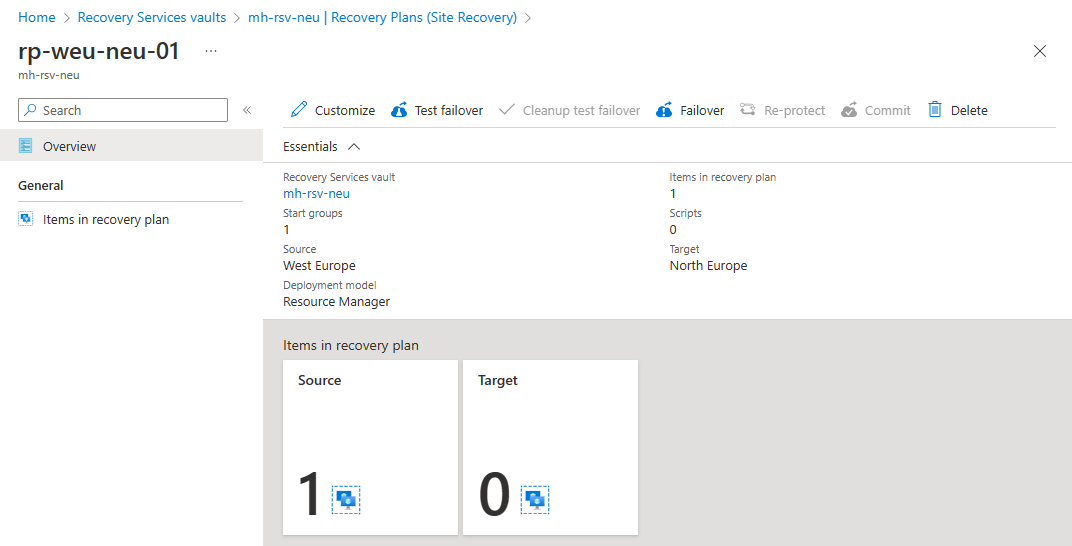 Home > Recovery Services vaults > mh-rsv-neu | Recovery Plans (Site Recovery) >
rp-weu-neu-01 ...
mh-rsv-neu
Search «
Customize Test failover Cleanup test failover Failover Re-protect Commit Delete
Overview
General
Items in recovery plan
Essentials
Recovery Services vault
mh-rsv-neu
Items in recovery plan
1
Start groups
1
Scripts
0
Source
West Europe
Target
North Europe
Deployment model
Resource Manager
Items in recovery plan
Source
1
Target
0